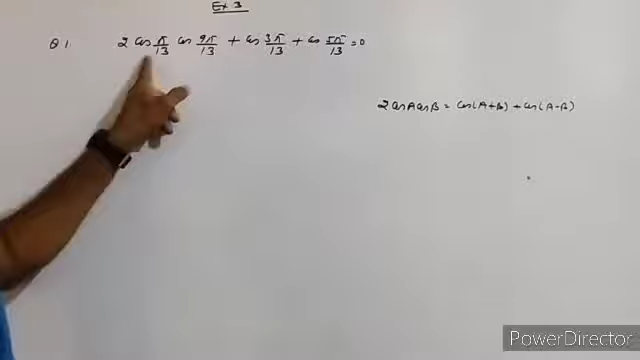 Ex 3
Q 1. 2 cos π/13 cos 9π/13 + cos 3π/13 + cos 5π/13 = 0
2 cosA cosB = cos(A+B) + cos(A-B)
PowerDirector